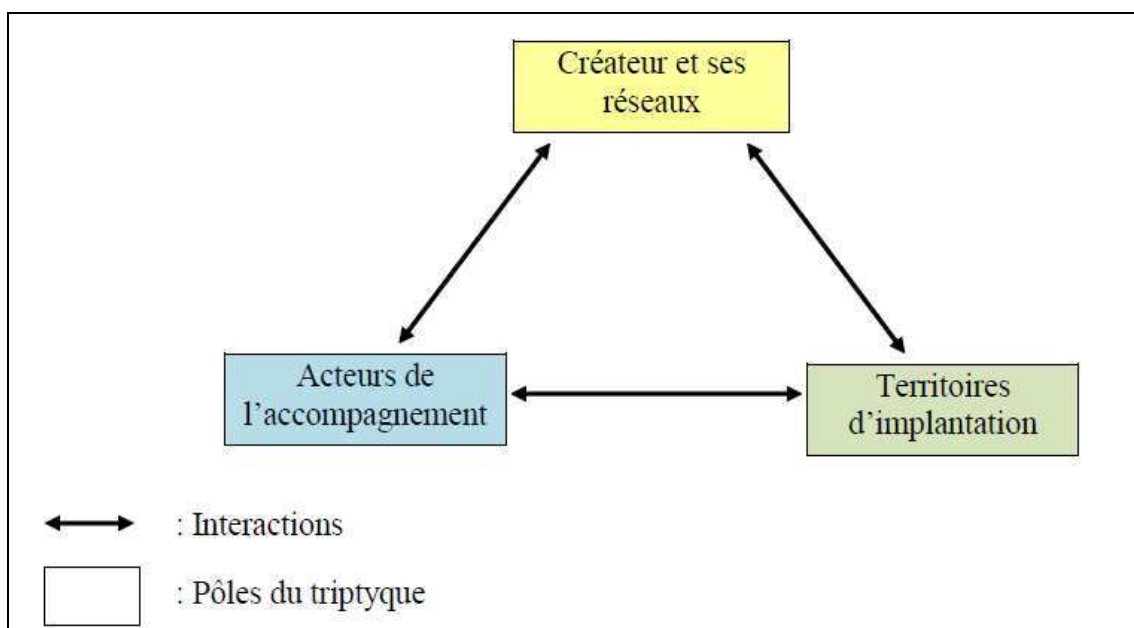 Créateur et ses
réseaux
Acteurs de
l’accompagnement
Territoires
d’implantation
: Interactions
: Pôles du triptyque